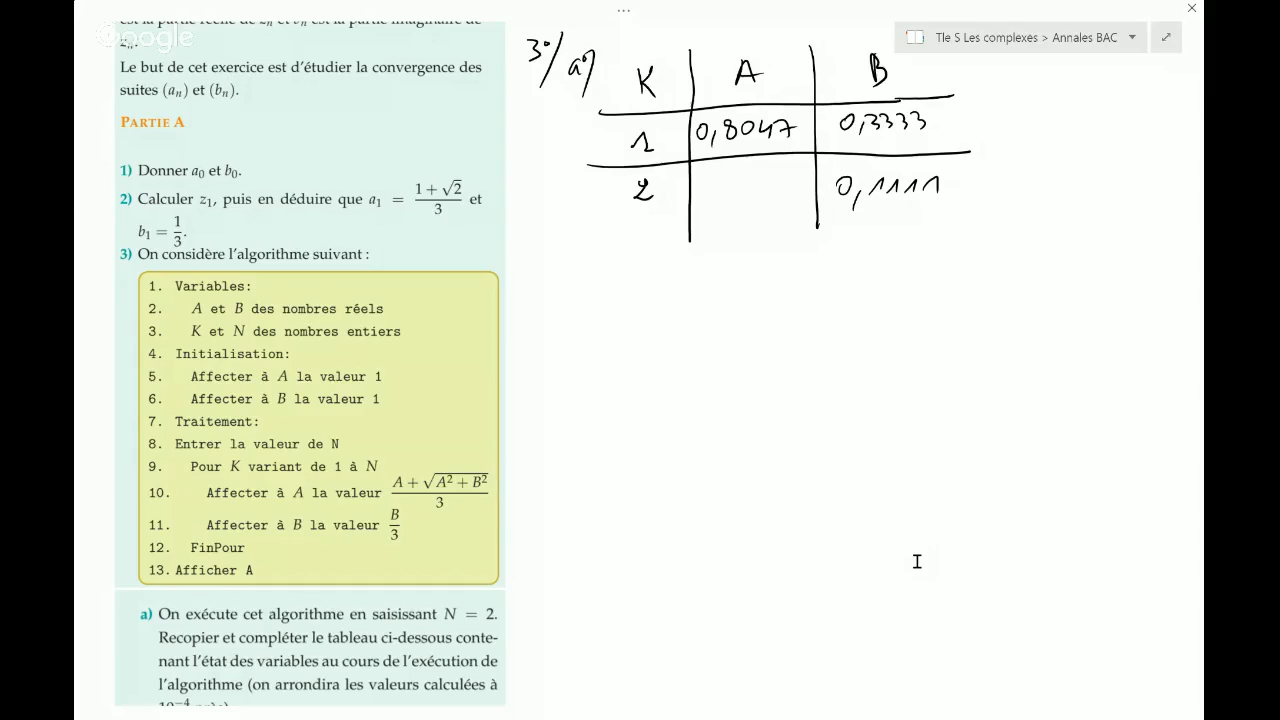 est la partie réelle de zn et bn est la partie imaginaire de
zn.
Google
Le but de cet exercice est d'étudier la convergence des
suites (an) et (bn).
PARTIE A
1) Donner a0 et b0.
2) Calculer z1, puis en déduire que a1 = (1 + √2)/3 et
b1 = 1/3.
3) On considère l'algorithme suivant :
1. Variables:
2. A et B des nombres réels
3. K et N des nombres entiers
4. Initialisation:
5. Affecter à A la valeur 1
6. Affecter à B la valeur 1
7. Traitement:
8. Entrer la valeur de N
9. Pour K variant de 1 à N
10. Affecter à A la valeur (A + √(A² + B²))/3
11. Affecter à B la valeur B/3
12. FinPour
13. Afficher A
a) On exécute cet algorithme en saisissant N = 2.
Recopier et compléter le tableau ci-dessous conte-
nant l'état des variables au cours de l'exécution de
l'algorithme (on arrondira les valeurs calculées à
10⁻⁴ près)
Tle S Les complexes > Annales BAC
3°/ a°/
K A B
1 0,8047 0,3333
2 0,1111